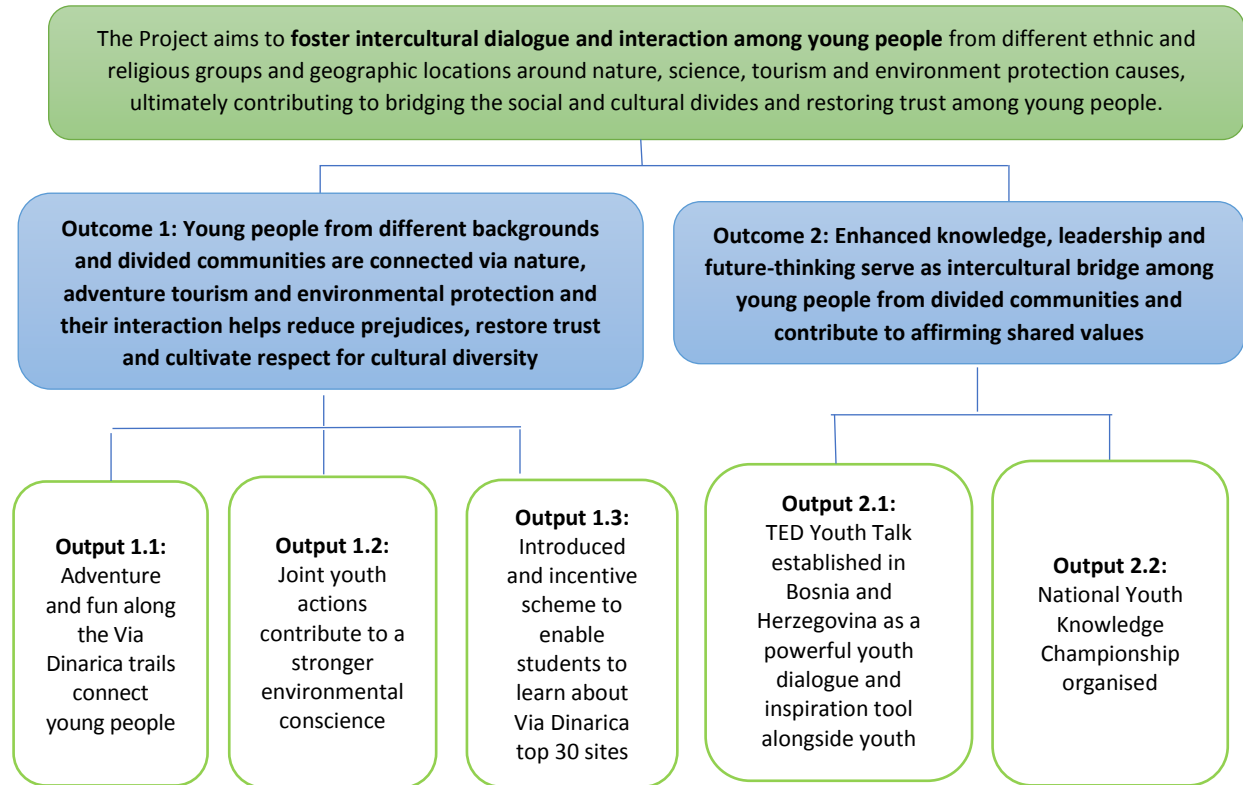 The Project aims to foster intercultural dialogue and interaction among young people from different ethnic and
religious groups and geographic locations around nature, science, tourism and environment protection causes,
ultimately contributing to bridging the social and cultural divides and restoring trust among young people.
Outcome 1: Young people from different backgrounds
and divided communities are connected via nature,
adventure tourism and environmental protection and
their interaction helps reduce prejudices, restore trust
and cultivate respect for cultural diversity
Outcome 2: Enhanced knowledge, leadership and
future-thinking serve as intercultural bridge among
young people from divided communities and
contribute to affirming shared values
Output 1.1:
Adventure
and fun along
the Via
Dinarica trails
connect
young people
Output 1.2:
Joint youth
actions
contribute to a
stronger
environmental
conscience
Output 1.3:
Introduced
and incentive
scheme to
enable
students to
learn about
Via Dinarica
top 30 sites
Output 2.1:
TED Youth Talk
established in
Bosnia and
Herzegovina as a
powerful youth
dialogue and
inspiration tool
alongside youth
Output 2.2:
National Youth
Knowledge
Championship
organised